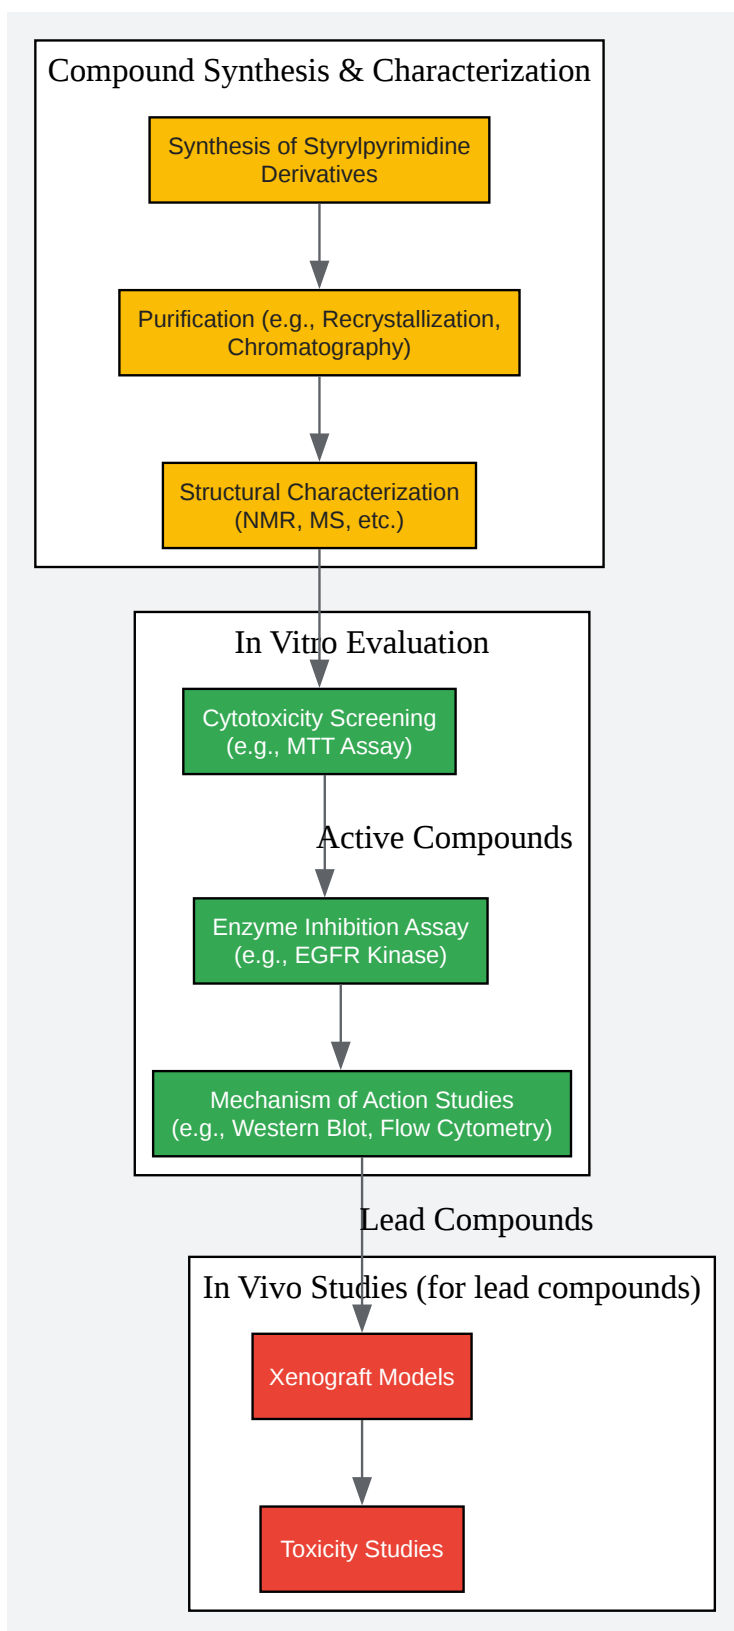 Compound Synthesis & Characterization
Synthesis of Styrylpyrimidine
Derivatives
Purification (e.g., Recrystallization,
Chromatography)
Structural Characterization
(NMR, MS, etc.)
In Vitro Evaluation
Cytotoxicity Screening
(e.g., MTT Assay)
Active Compounds
Enzyme Inhibition Assay
(e.g., EGFR Kinase)
Mechanism of Action Studies
(e.g., Western Blot, Flow Cytometry)
Lead Compounds
In Vivo Studies (for lead compounds)
Xenograft Models
Toxicity Studies